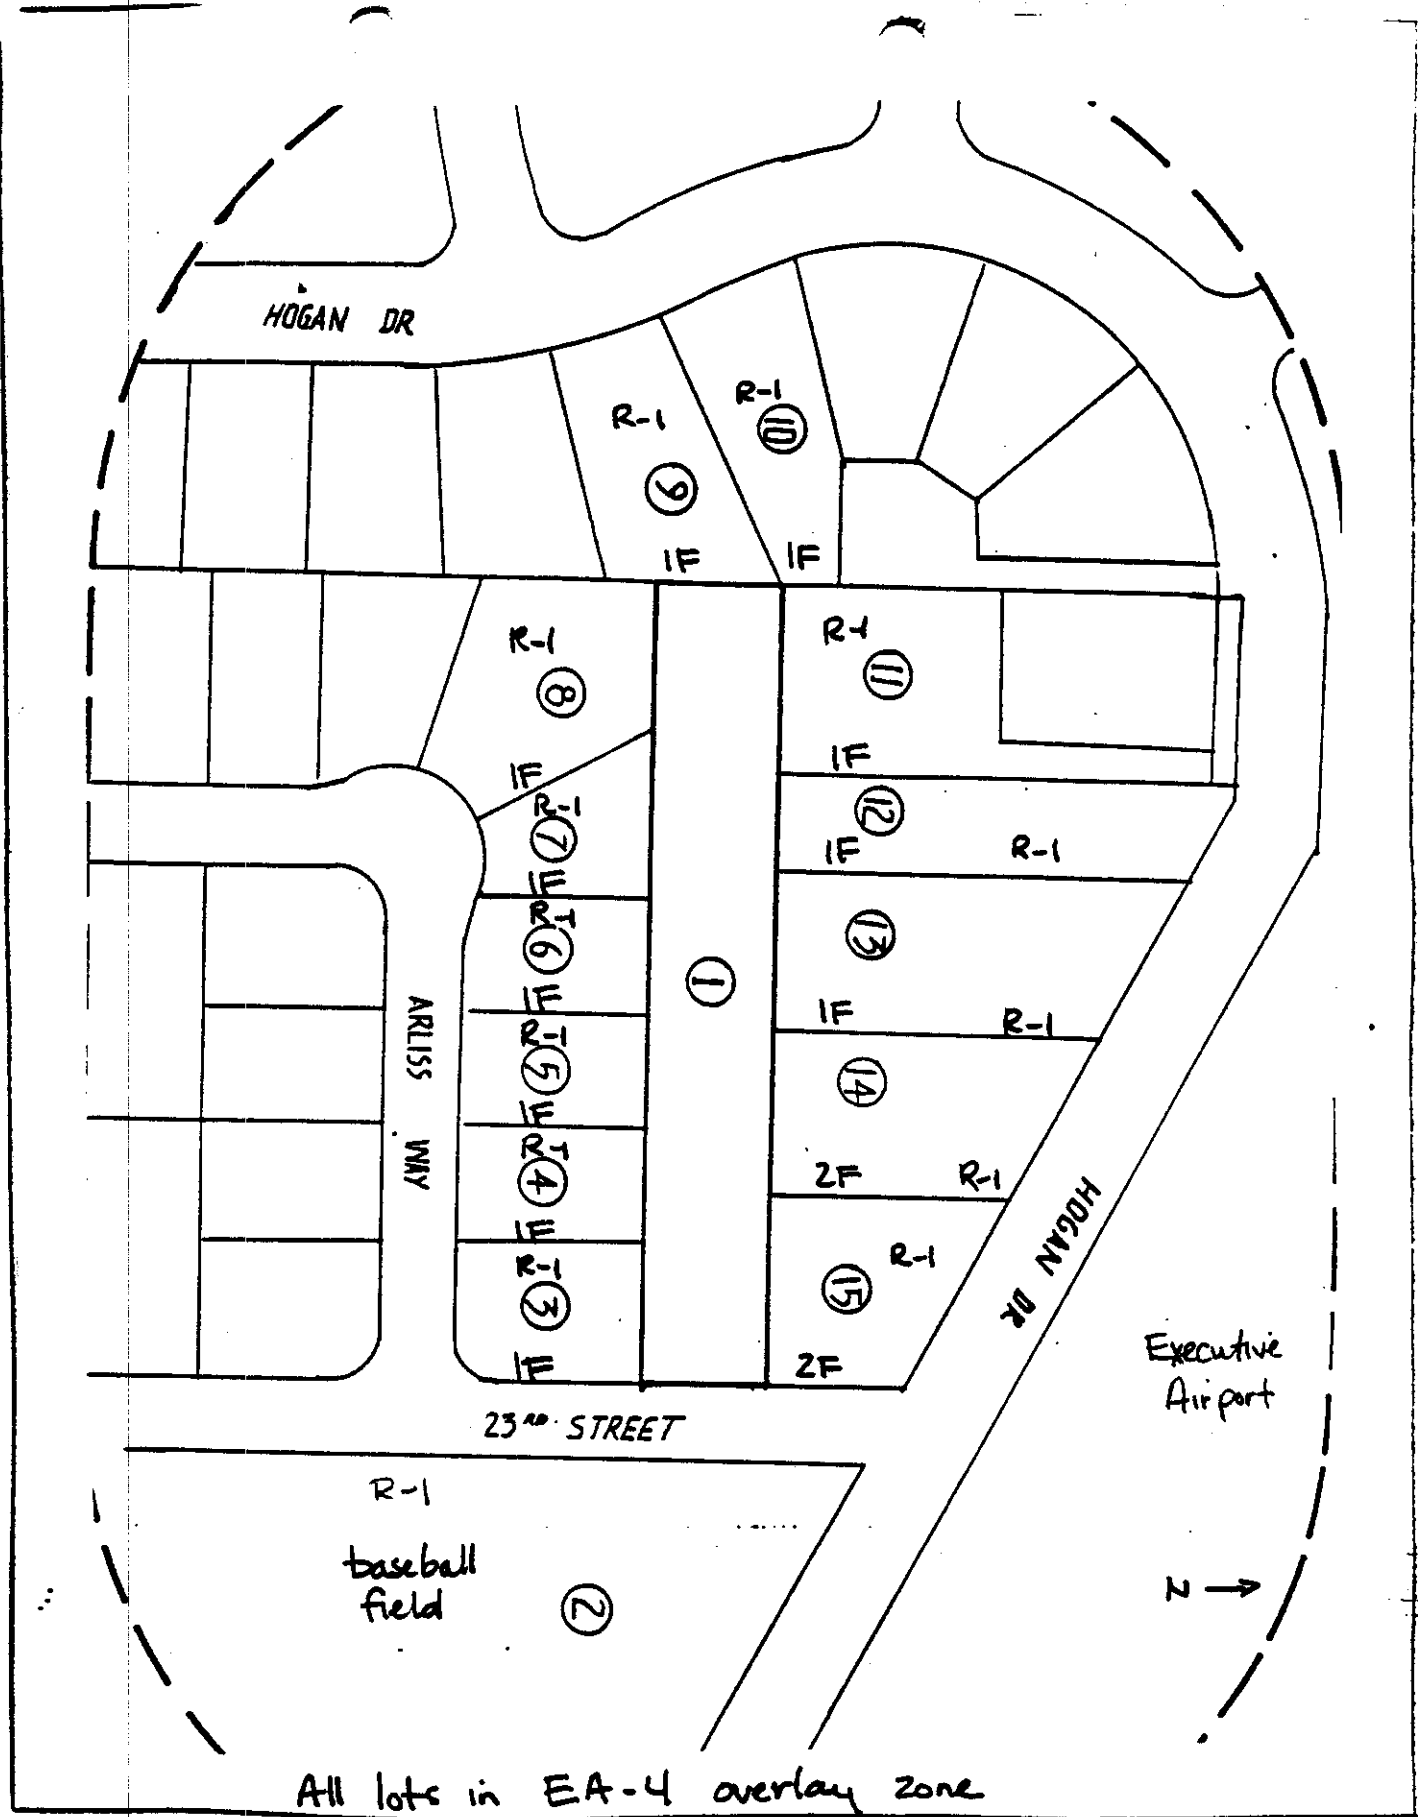 HOGAN DR
R-1
10
R-1
9
1F
1F
R-1
8
1F
R-1
11
1F
R-1
7
1F
12
1F
R-1
R-1
6
1F
13
1F
R-1
1
R-1
5
1F
14
2F
R-1
ARLISS WAY
R-1
4
1F
R-1
3
1F
R-1
15
2F
HOGAN DR
Executive
Airport
23RD. STREET
R-1
baseball
field
2
N
All lots in EA-4 overlay zone